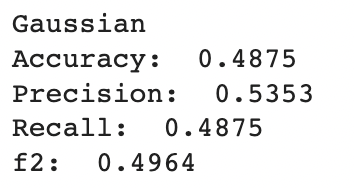 Gaussian
Accuracy:  0.4875
Precision:  0.5353
Recall:  0.4875
f2:  0.4964